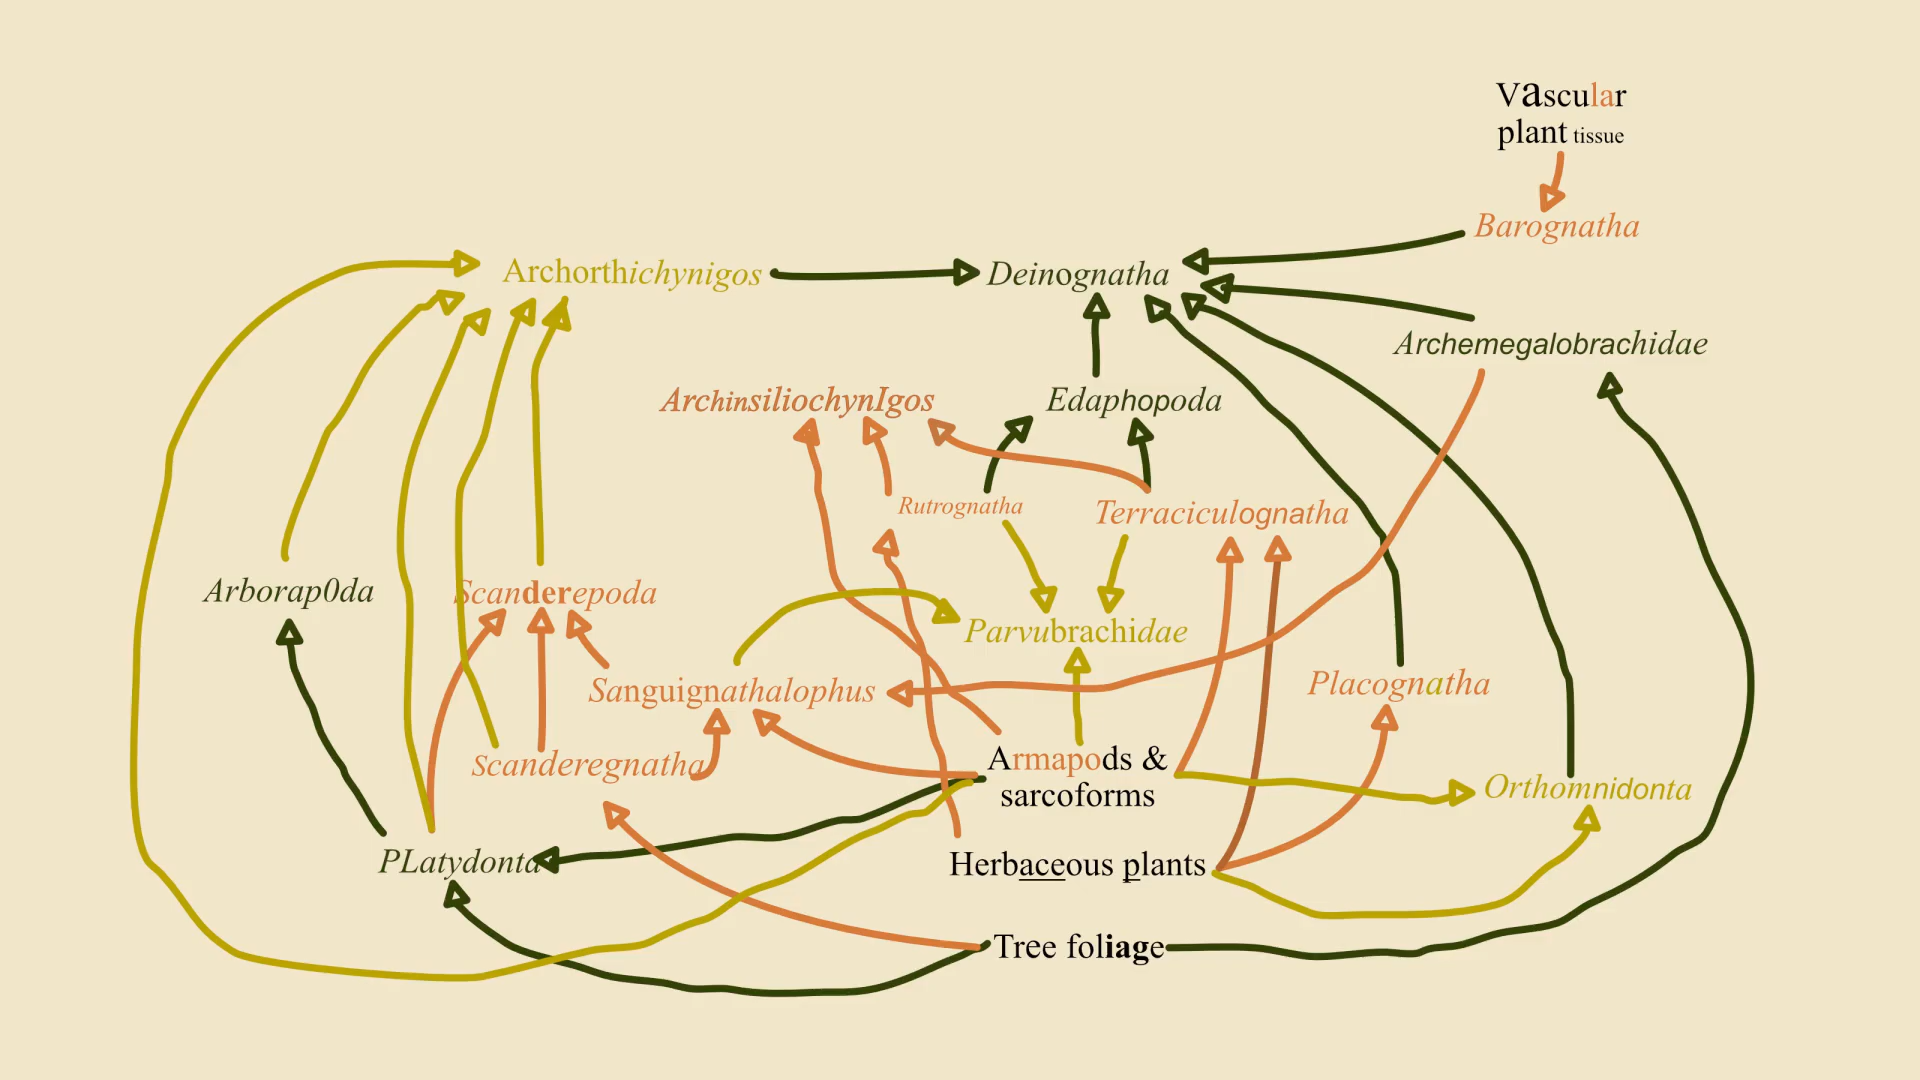 Vascular
plant tissue
Barognatha
Archorthichynigos
Deinognatha
Archemegalobrachidae
ArchinsiliochynIgos
Edaphopoda
Rutrognatha
Terraciculognatha
Arborap0da
Scanderepoda
Parvubrachidae
Sanguignathalophus
Placognatha
Scanderegnatha
Armapods &
sarcoforms
Orthomnidonta
PLatydonta
Herbaceous plants
Tree foliage